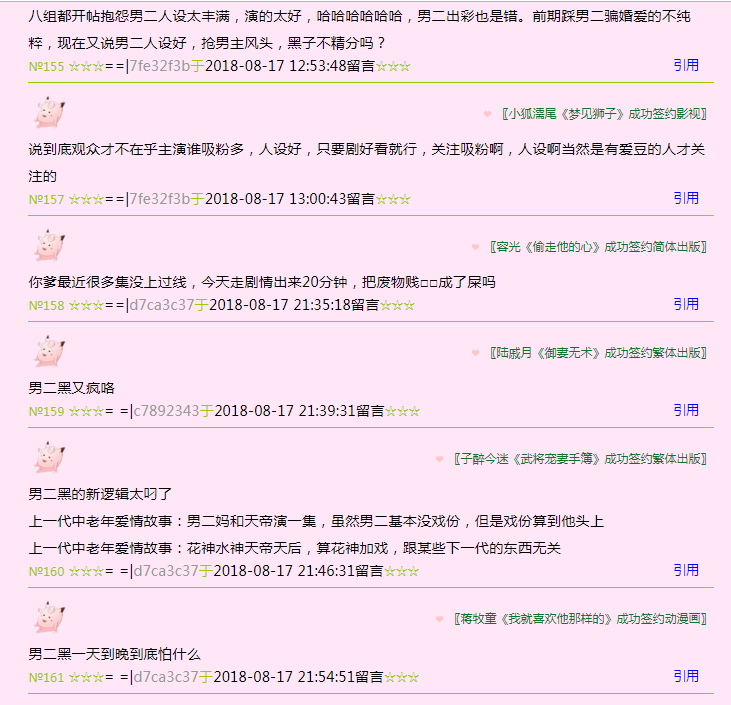 八组都开帖抱怨男二人设太丰满，演的太好，哈哈哈哈哈哈，男二出彩也是错。前期踩男二骗婚爱的不纯
粹，现在又说男二人设好，抢男主风头，黑子不精分吗？
№155 ☆☆☆= =|7fe32f3b于2018-08-17 12:53:48留言☆☆☆ 引用
❤ 〖小狐濡尾《梦见狮子》成功签约影视〗
说到底观众才不在乎主演谁吸粉多，人设好，只要剧好看就行，关注吸粉啊，人设啊当然是有爱豆的人才关
注的
№157 ☆☆☆= =|7fe32f3b于2018-08-17 13:00:43留言☆☆☆ 引用
❤ 〖容光《偷走他的心》成功签约简体出版〗
你爹最近很多集没上过线，今天走剧情出来20分钟，把废物贱□□成了屎吗
№158 ☆☆☆= =|d7ca3c37于2018-08-17 21:35:18留言☆☆☆ 引用
❤ 〖陆戚月《御妻无术》成功签约繁体出版〗
男二黑又疯咯
№159 ☆☆☆= =|c7892343于2018-08-17 21:39:31留言☆☆☆ 引用
❤ 〖子醉今迷《武将宠妻手簿》成功签约繁体出版〗
男二黑的新逻辑太叼了
上一代中老年爱情故事：男二妈和天帝演一集，虽然男二基本没戏份，但是戏份算到他头上
上一代中老年爱情故事：花神水神天帝天后，算花神加戏，跟某些下一代的东西无关
№160 ☆☆☆= =|d7ca3c37于2018-08-17 21:46:31留言☆☆☆ 引用
❤ 〖蒋牧童《我就喜欢他那样的》成功签约动漫画〗
男二黑一天到晚到底怕什么
№161 ☆☆☆= =|d7ca3c37于2018-08-17 21:54:51留言☆☆☆ 引用